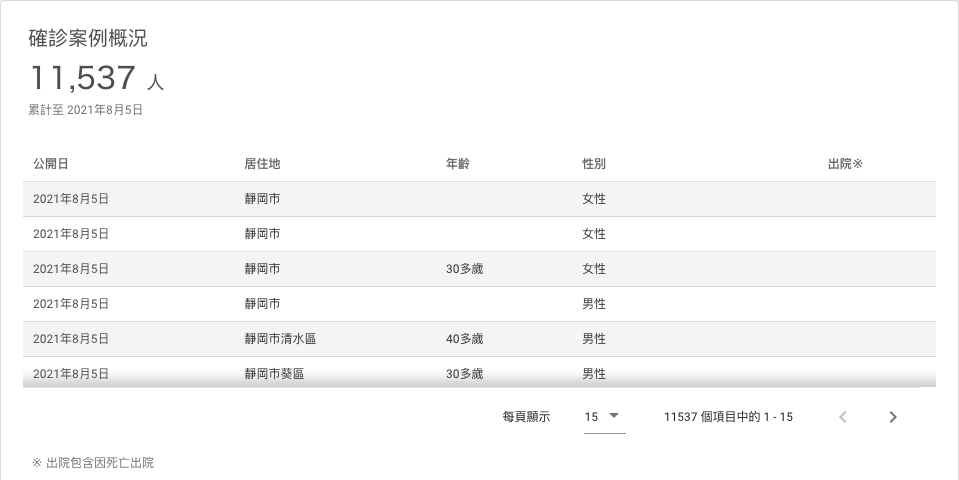 確診案例概況
11,537 人
累計至 2021年8月5日
公開日 居住地 年齡 性別 出院※
2021年8月5日 靜岡市 女性
2021年8月5日 靜岡市 女性
2021年8月5日 靜岡市 30多歲 女性
2021年8月5日 靜岡市 男性
2021年8月5日 靜岡市清水區 40多歲 男性
2021年8月5日 靜岡市葵區 30多歲 男性
每頁顯示 15 11537 個項目中的 1 - 15
※ 出院包含因死亡出院